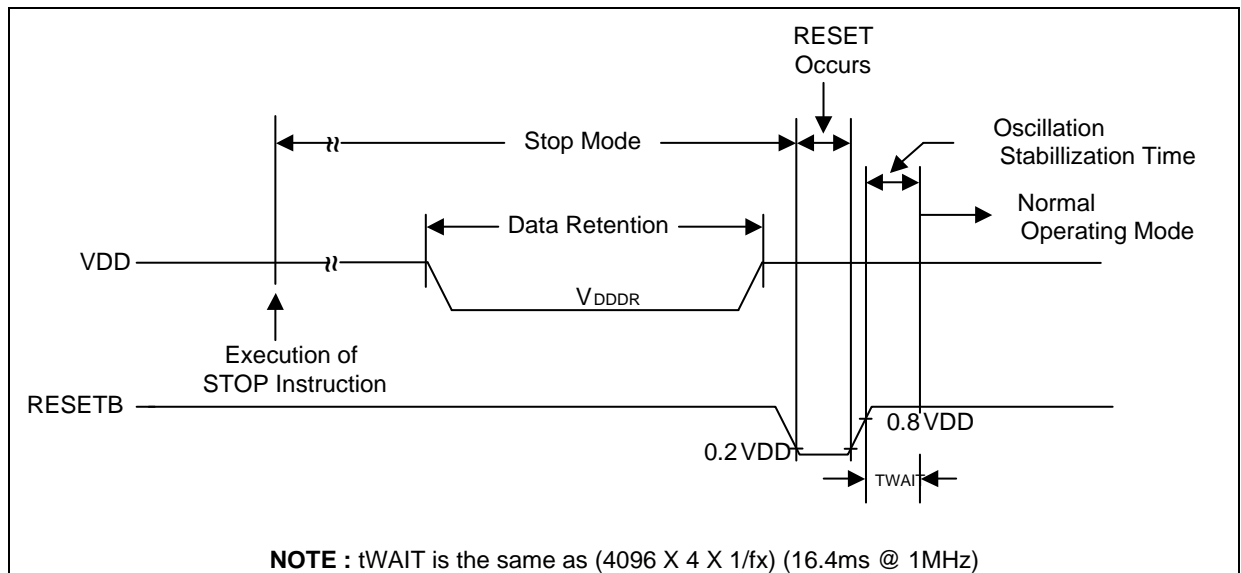 RESET
Occurs
Oscillation
Stabillization Time
Stop Mode
Normal
Operating Mode
Data Retention
VDD
VDDDR
Execution of
STOP Instruction
RESETB
0.8 VDD
0.2 VDD
TWAIT
NOTE : tWAIT is the same as (4096 X 4 X 1/fx) (16.4ms @ 1MHz)